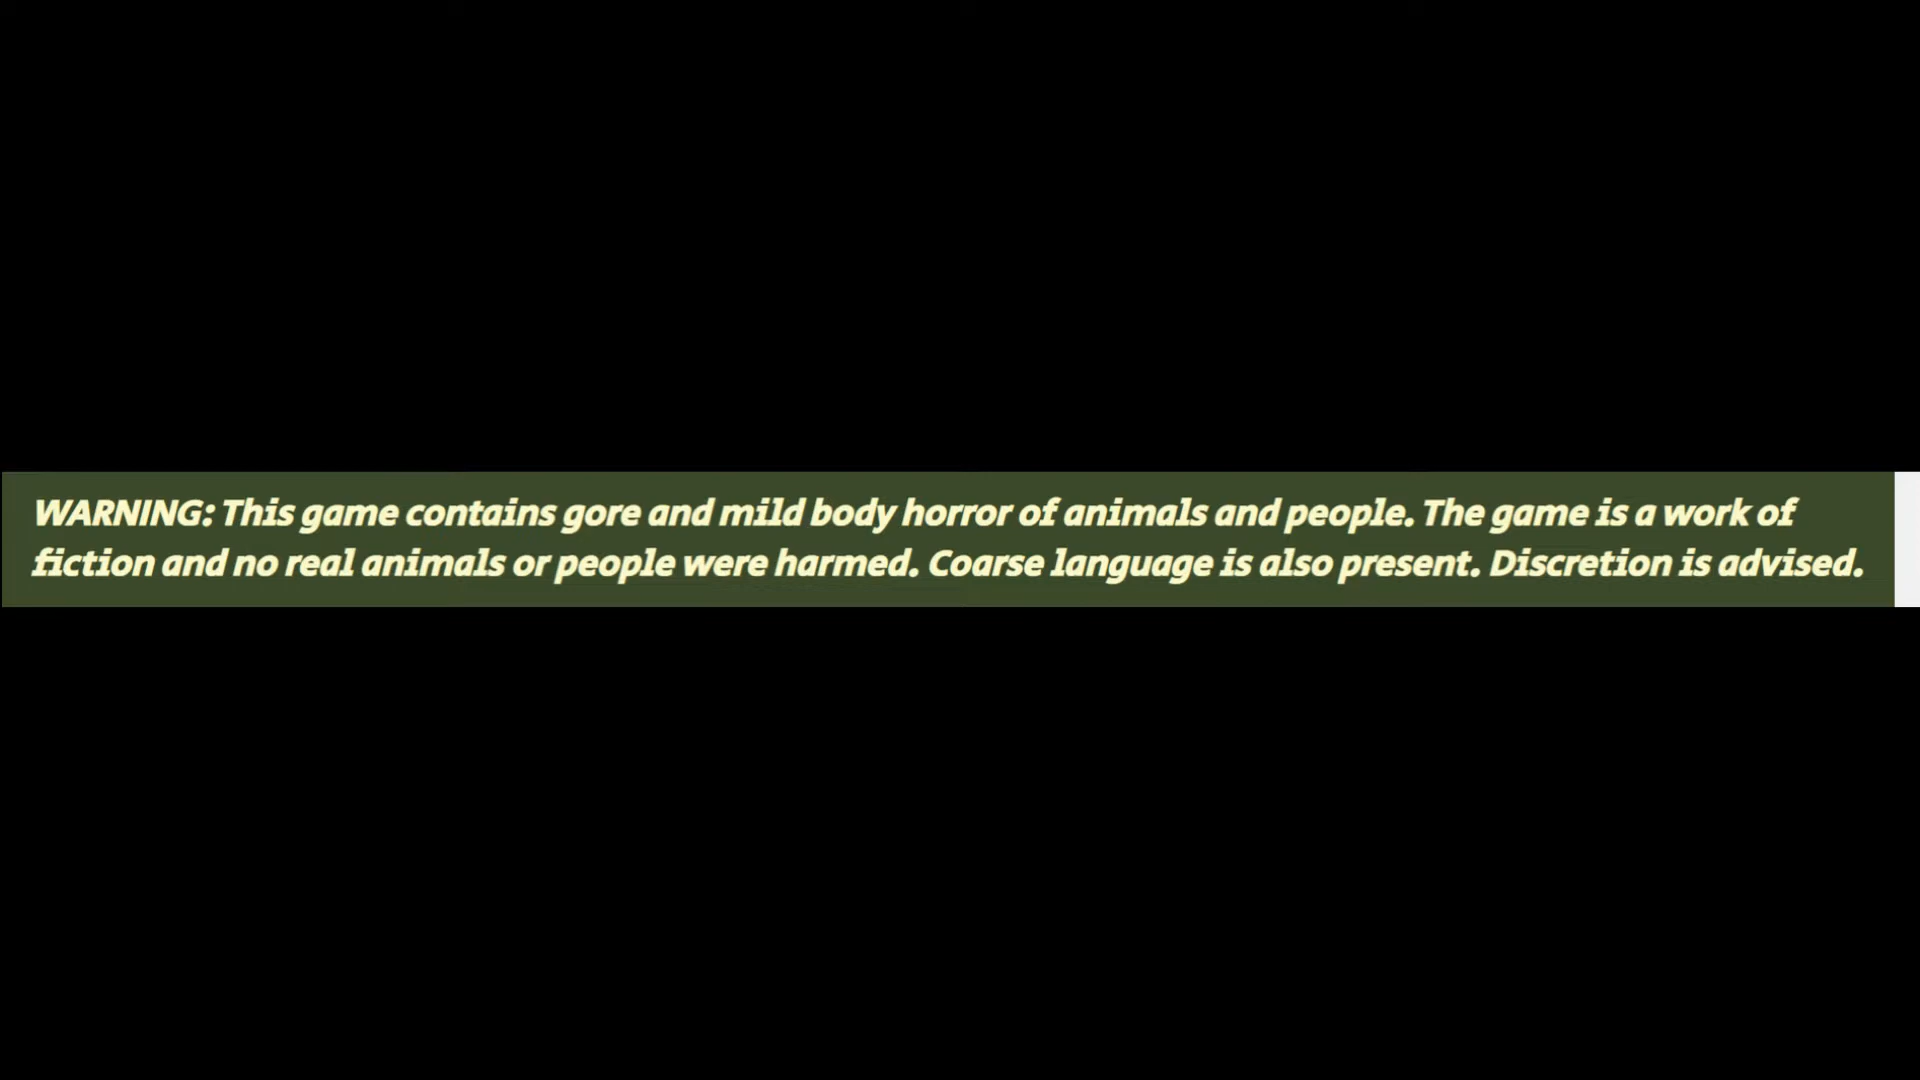 WARNING: This game contains gore and mild body horror of animals and people. The game is a work of
fiction and no real animals or people were harmed. Coarse language is also present. Discretion is advised.